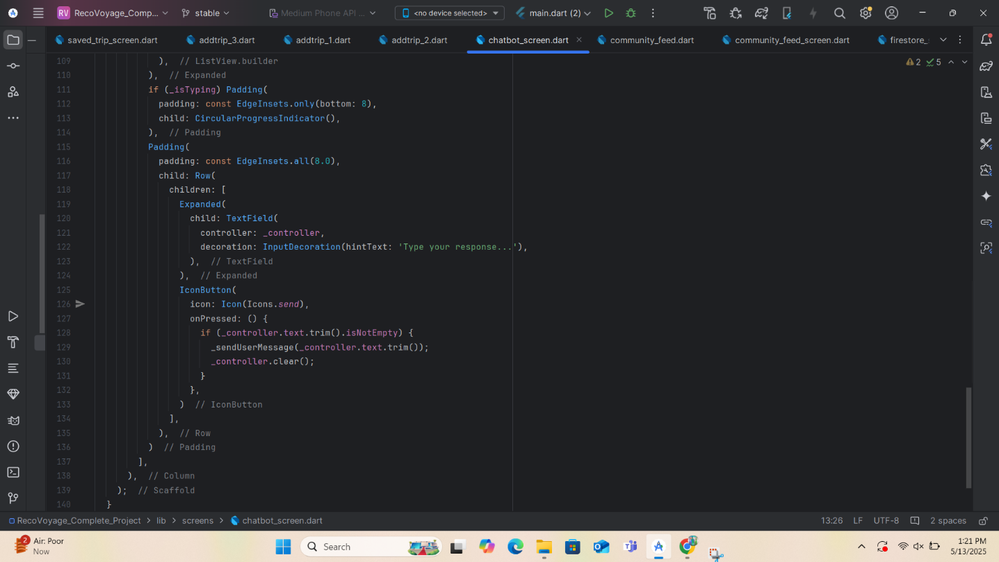 RV RecoVoyage_Comp... stable Medium Phone API ... <no device selected> main.dart (2)
saved_trip_screen.dart addtrip_3.dart addtrip_1.dart addtrip_2.dart chatbot_screen.dart community_feed.dart community_feed_screen.dart firestore_s
2 5
109 ), // ListView.builder
110 ), // Expanded
111 if (_isTyping) Padding(
112 padding: const EdgeInsets.only(bottom: 8),
113 child: CircularProgressIndicator(),
114 ), // Padding
115 Padding(
116 padding: const EdgeInsets.all(8.0),
117 child: Row(
118 children: [
119 Expanded(
120 child: TextField(
121 controller: _controller,
122 decoration: InputDecoration(hintText: 'Type your response...'),
123 ), // TextField
124 ), // Expanded
125 IconButton(
126 icon: Icon(Icons.send),
127 onPressed: () {
128 if (_controller.text.trim().isNotEmpty) {
129 _sendUserMessage(_controller.text.trim());
130 _controller.clear();
131 }
132 },
133 ) // IconButton
134 ],
135 ), // Row
136 ) // Padding
137 ],
138 ), // Column
139 ); // Scaffold
140 }
RecoVoyage_Complete_Project > lib > screens > chatbot_screen.dart 13:26 LF UTF-8 2 spaces
2 Air: Poor
Now
Search
1:21 PM
5/13/2025